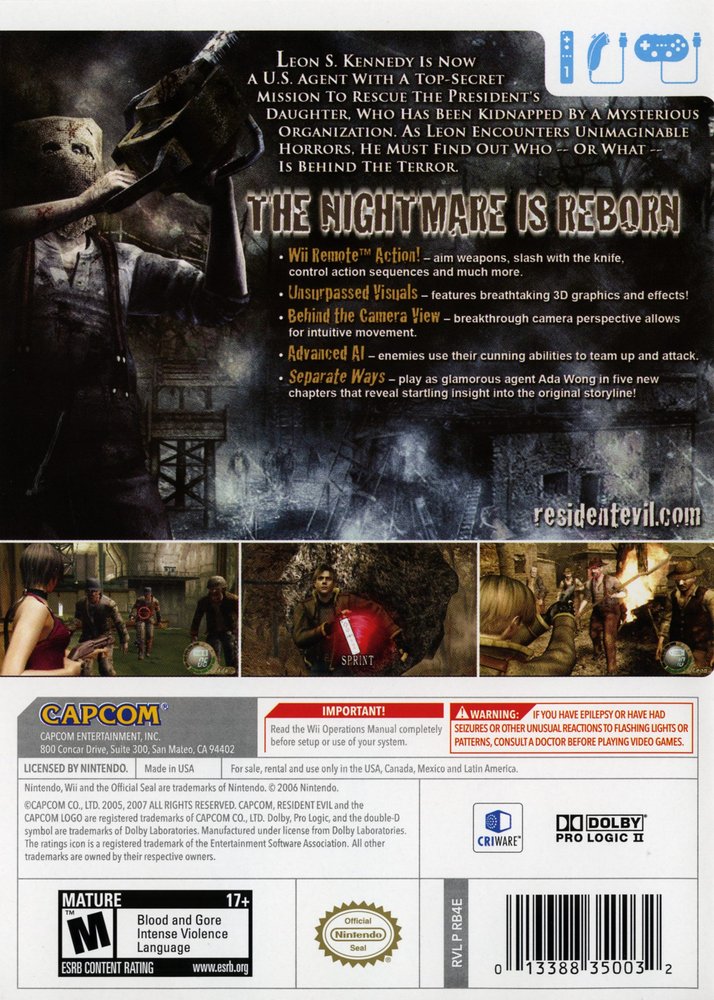 1
LEON S. KENNEDY IS NOW
A U.S. AGENT WITH A TOP-SECRET
MISSION TO RESCUE THE PRESIDENT'S
DAUGHTER, WHO HAS BEEN KIDNAPPED BY A MYSTERIOUS
ORGANIZATION. AS LEON ENCOUNTERS UNIMAGINABLE
HORRORS, HE MUST FIND OUT WHO -- OR WHAT --
IS BEHIND THE TERROR.
THE NIGHTMARE IS REBORN
• Wii Remote™ Action! – aim weapons, slash with the knife,
control action sequences and much more.
• Unsurpassed Visuals – features breathtaking 3D graphics and effects!
• Behind the Camera View – breakthrough camera perspective allows
for intuitive movement.
• Advanced AI – enemies use their cunning abilities to team up and attack.
• Separate Ways – play as glamorous agent Ada Wong in five new
chapters that reveal startling insight into the original storyline!
residentevil.com
SPRINT
CAPCOM®
CAPCOM ENTERTAINMENT, INC.
800 Concar Drive, Suite 300, San Mateo, CA 94402
IMPORTANT!
Read the Wii Operations Manual completely
before setup or use of your system.
WARNING: IF YOU HAVE EPILEPSY OR HAVE HAD
SEIZURES OR OTHER UNUSUAL REACTIONS TO FLASHING LIGHTS OR
PATTERNS, CONSULT A DOCTOR BEFORE PLAYING VIDEO GAMES.
LICENSED BY NINTENDO.
Made in USA
For sale, rental and use only in the USA, Canada, Mexico and Latin America.
Nintendo, Wii and the Official Seal are trademarks of Nintendo. © 2006 Nintendo.
©CAPCOM CO., LTD. 2005, 2007 ALL RIGHTS RESERVED. CAPCOM, RESIDENT EVIL and the
CAPCOM LOGO are registered trademarks of CAPCOM CO., LTD. Dolby, Pro Logic, and the double-D
symbol are trademarks of Dolby Laboratories. Manufactured under license from Dolby Laboratories.
The ratings icon is a registered trademark of the Entertainment Software Association. All other
trademarks are owned by their respective owners.
CRIWARE™
DOLBY
PRO LOGIC II
MATURE 17+
M
™
Blood and Gore
Intense Violence
Language
ESRB CONTENT RATING www.esrb.org
Official
Nintendo
Seal
RVL P RB4E
0 13388 35003 2